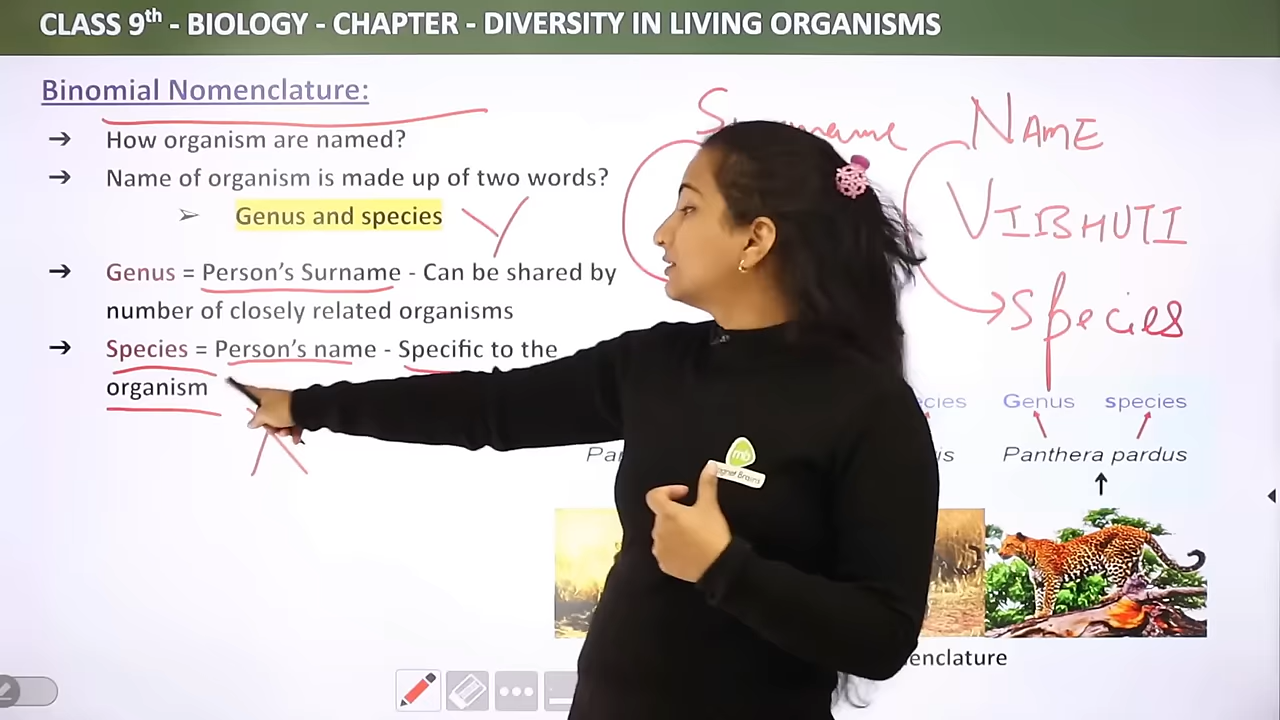 CLASS 9th - BIOLOGY - CHAPTER - DIVERSITY IN LIVING ORGANISMS
Binomial Nomenclature:
➔ How organism are named?
➔ Name of organism is made up of two words?
➢ Genus and species
➔ Genus = Person's Surname - Can be shared by
number of closely related organisms
➔ Species = Person's name - Specific to the
organism
NAME
VIBHUTI
Species
Genus species
Panthera pardus
mb